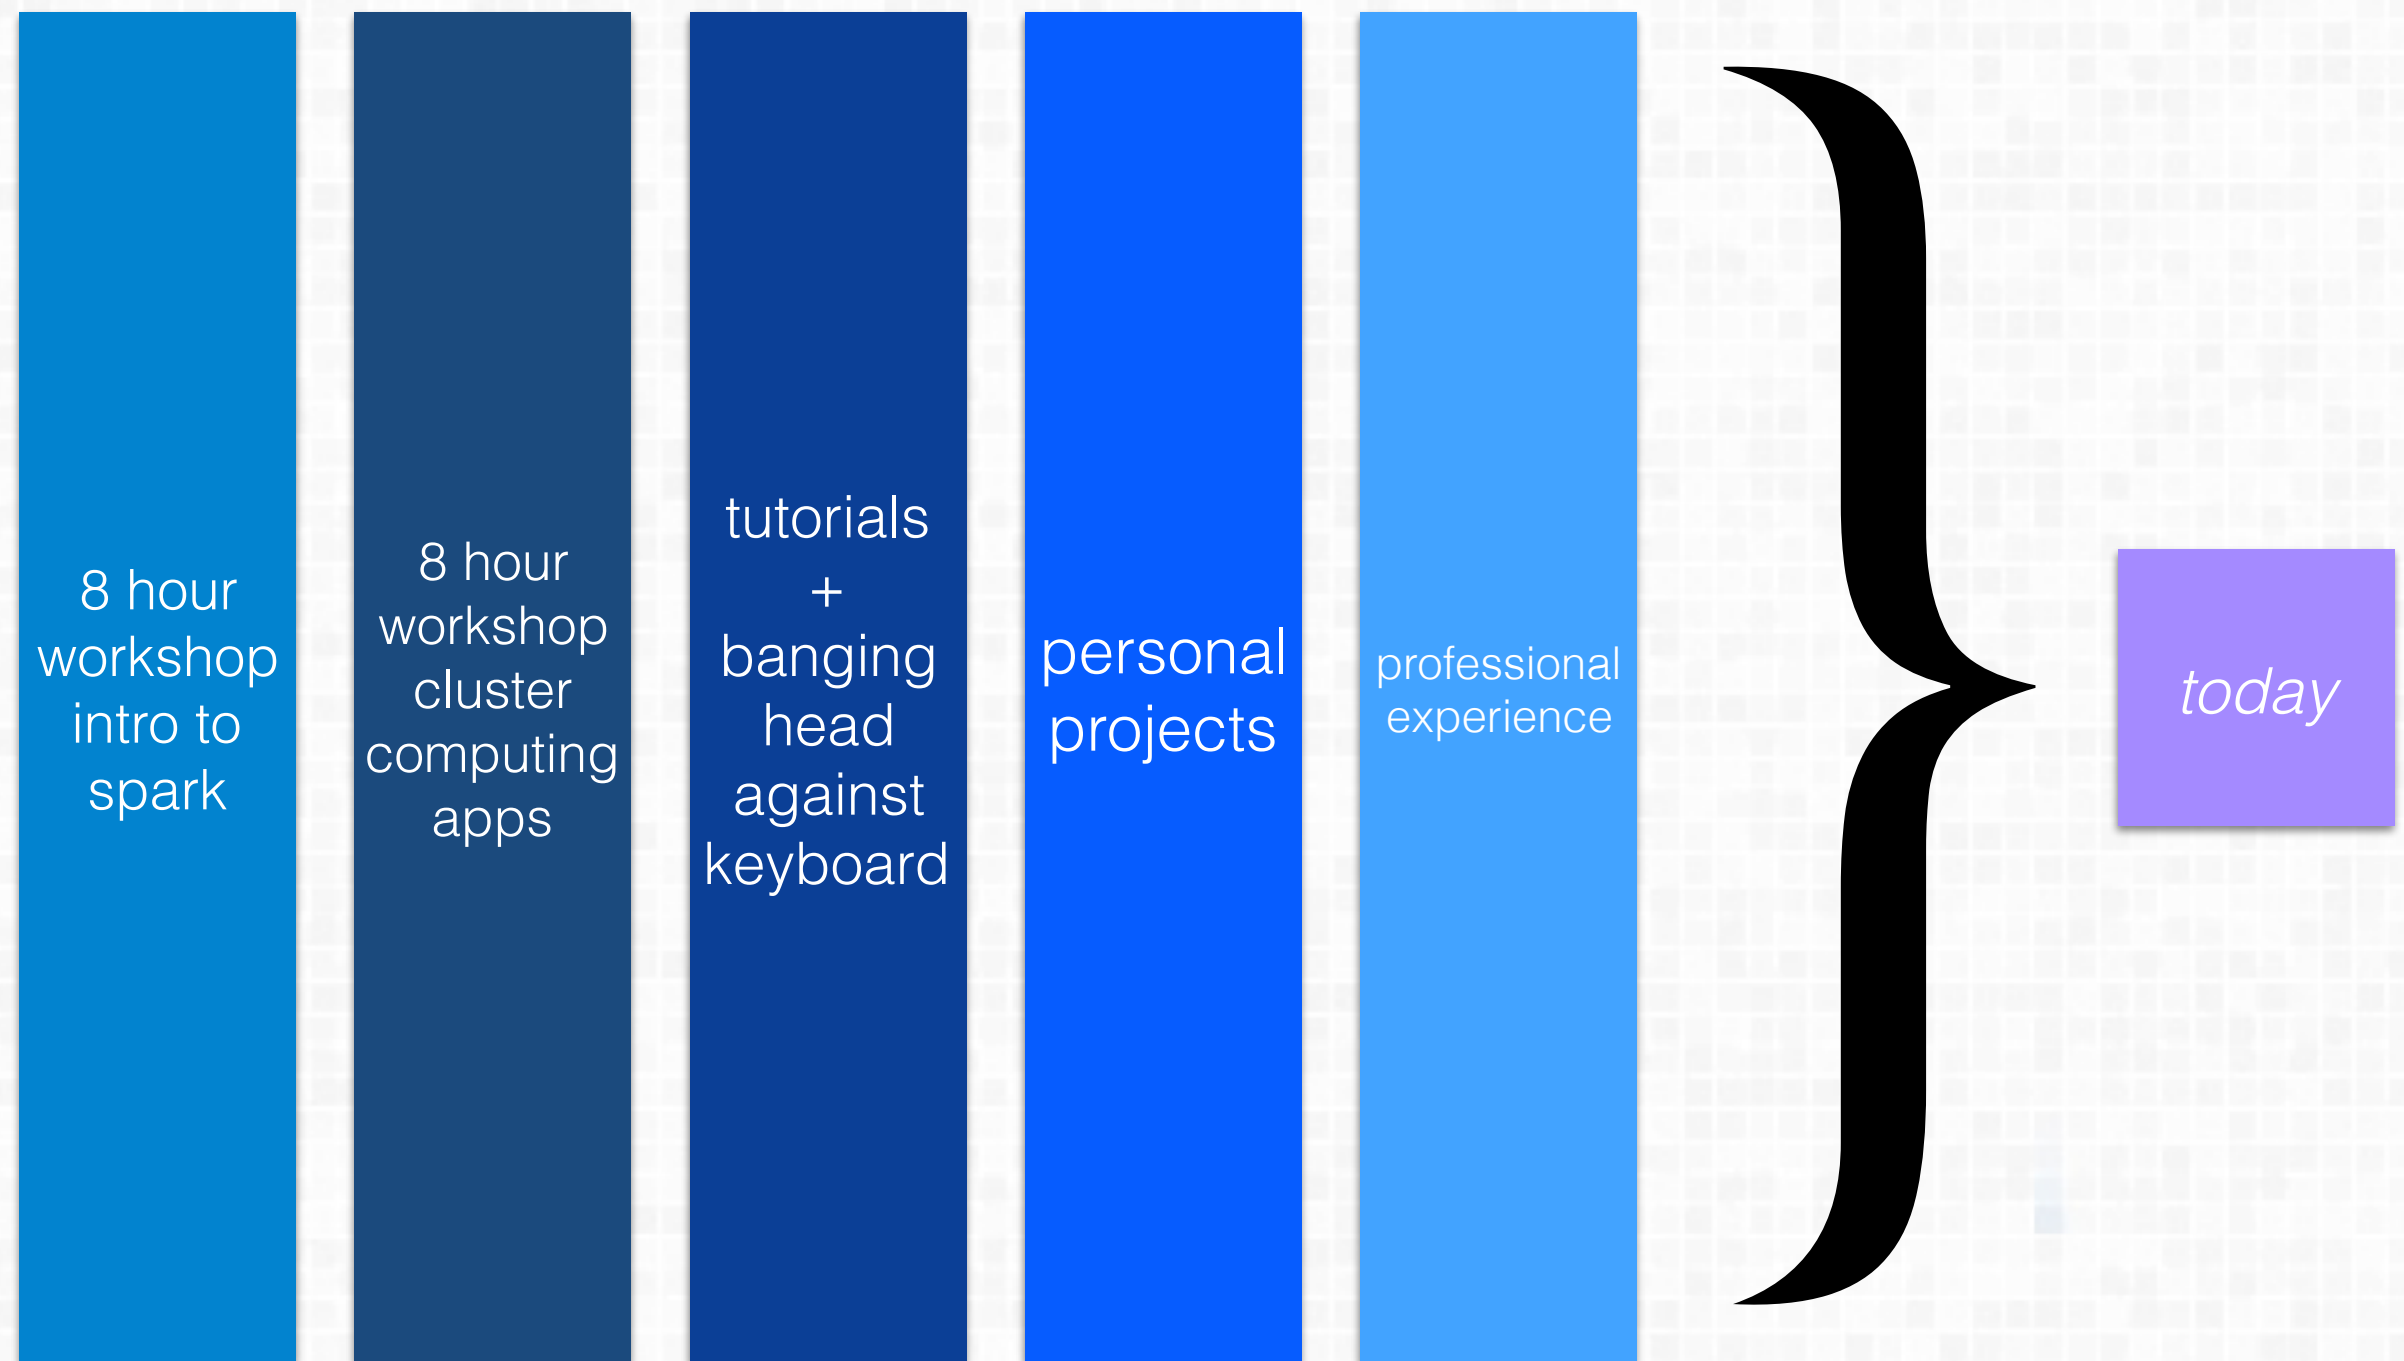 8 hour
workshop
intro to
spark
8 hour
workshop
cluster
computing
apps
tutorials
+
banging
head
against
keyboard
personal
projects
professional
experience
today